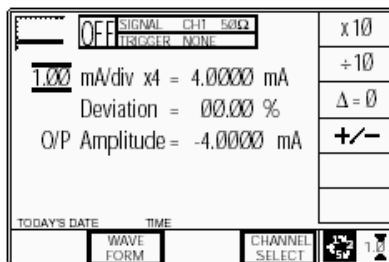 OFF SIGNAL CH1 50Ω
TRIGGER NONE
x10
÷10
Δ = 0
+/−
1.00 mA/div x4 = 4.0000 mA
Deviation = 00.00 %
O/P Amplitude = -4.0000 mA
TODAY'S DATE TIME
WAVE FORM
CHANNEL SELECT
1.0